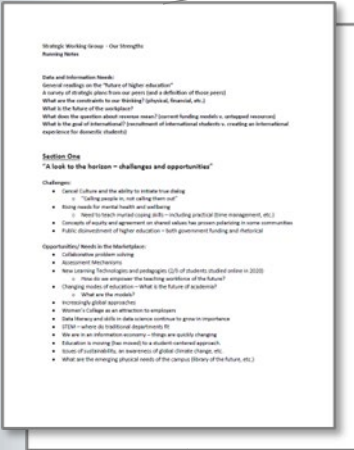 Strategic Working Group - Our Strengths
Running Notes
Data and Information Needs:
General readings on the "future of higher education"
A survey of strategic plans from our peers (and a definition of those peers)
What are the constraints to our thinking? (physical, financial, etc.)
What is the future of the workplace?
What does the question about revenue mean? (current funding models v. untapped resources)
What is the goal of international? (recruitment of international students v. creating an international
experience for domestic students)
Section One
"A look to the horizon – challenges and opportunities"
Challenges:
• Cancel Culture and the ability to initiate true dialog
o "Calling people in, not calling them out"
• Rising needs for mental health and wellbeing
o Need to teach myriad coping skills – including practical (time management, etc.)
• Concepts of equity and agreement on shared values has proven polarizing in some communities
• Public disinvestment of higher education – both government funding and rhetorical
Opportunities/ Needs in the Marketplace:
• Collaborative problem solving
• Assessment Mechanisms
• New Learning Technologies and pedagogies (2/5 of students studied online in 2020)
o How do we empower the teaching workforce of the future?
• Changing modes of education – What is the future of academia?
o What are the models?
• Increasingly global approaches
• Women's College as an attraction to employers
• Data literacy and skills in data science continue to grow in importance
• STEM – where do traditional departments fit
• We are in an information economy – things are quickly changing
• Education is moving (has moved) to a student-centered approach
• Issues of sustainability, an awareness of global climate change, etc.
• What are the emerging physical needs of the campus (library of the future, etc.)